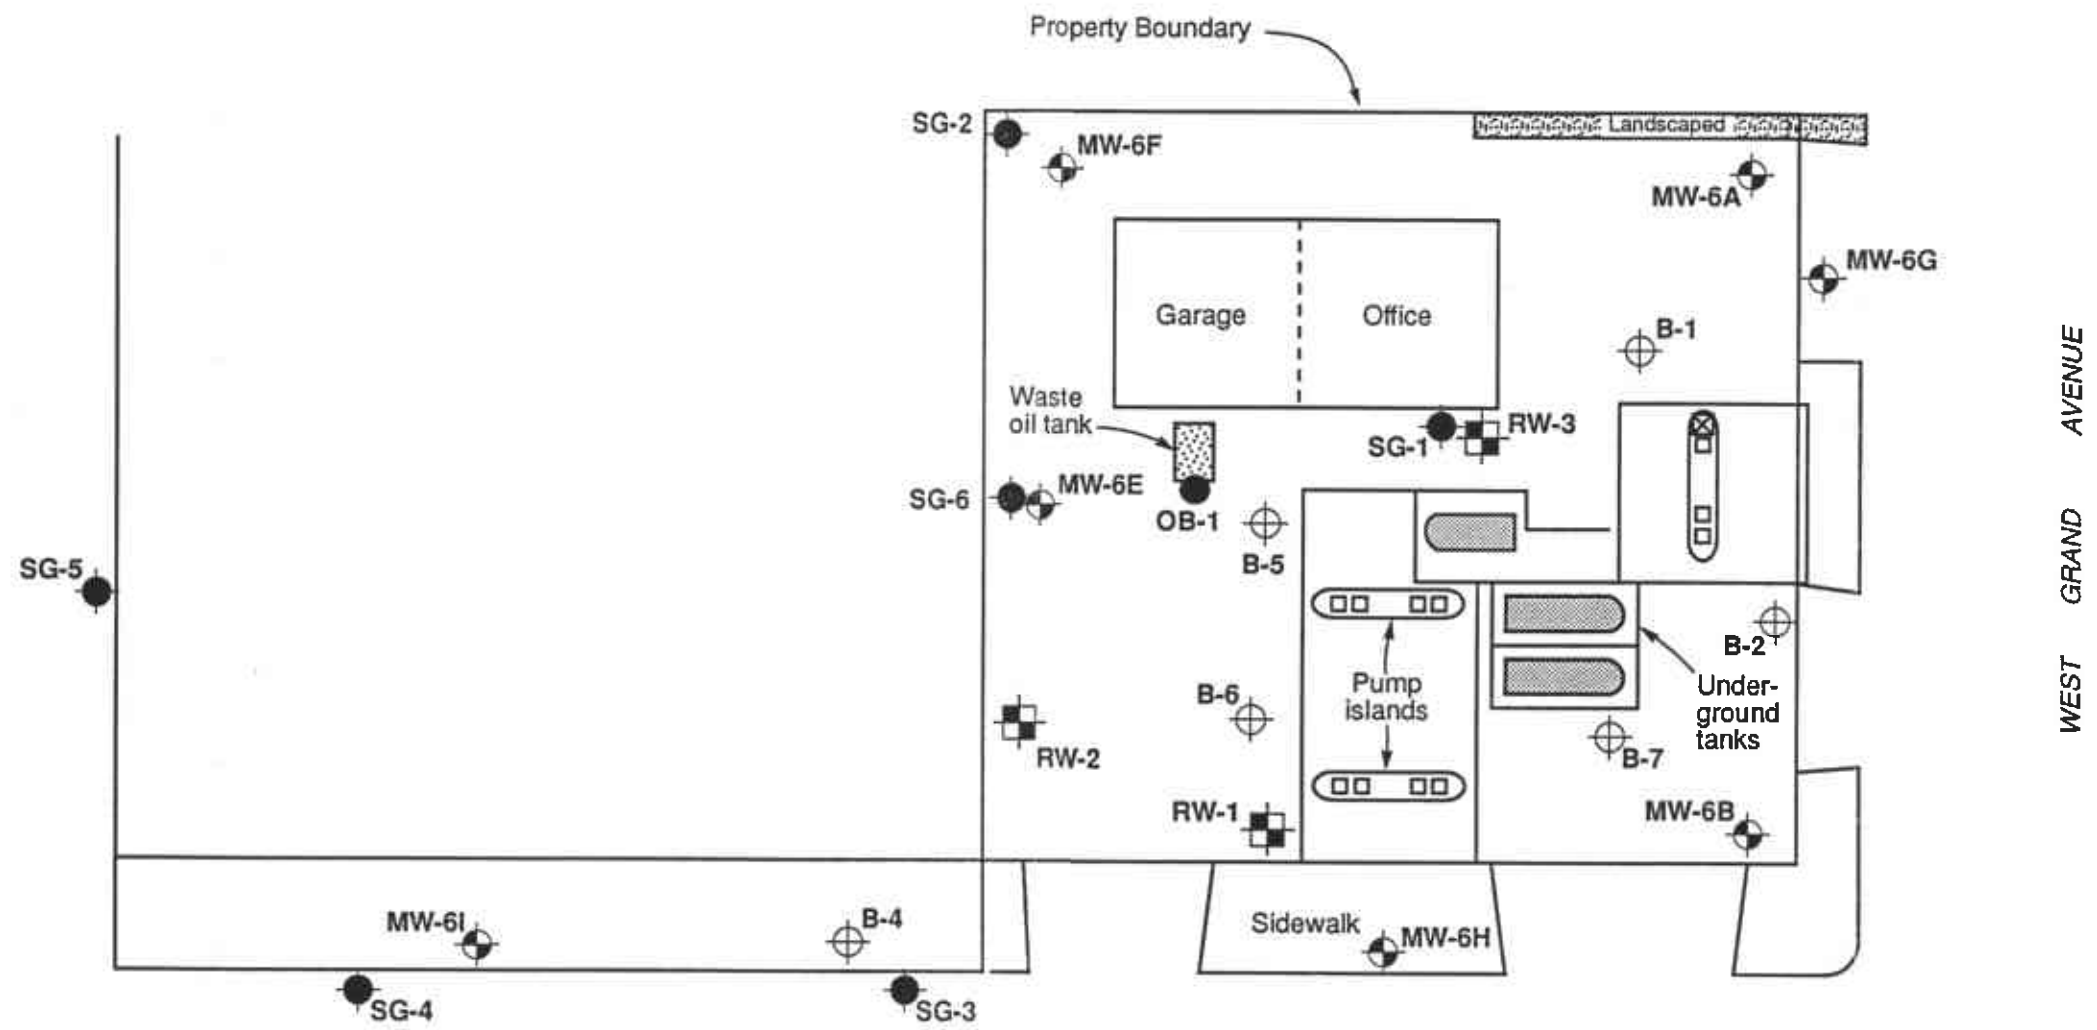 Property Boundary
SG-2
MW-6F
Landscaped
MW-6A
MW-6G
Garage
Office
B-1
WEST GRAND AVENUE
Waste
oil tank
SG-1
RW-3
SG-6
MW-6E
OB-1
B-5
SG-5
B-2
B-6
Pump
islands
Under-
ground
tanks
RW-2
B-7
RW-1
MW-6B
MW-6I
B-4
Sidewalk
MW-6H
SG-4
SG-3